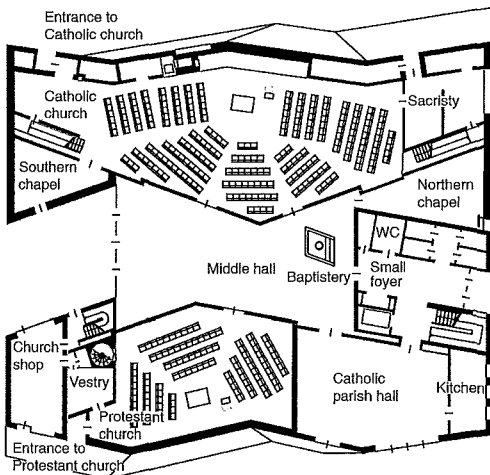 Entrance to
Catholic church
Catholic
church
Sacristy
Southern
chapel
Northern
chapel
WC
Middle hall
Baptistery
Small
foyer
Church
shop
Vestry
Catholic
parish hall
Kitchen
Protestant
church
Entrance to
Protestant church